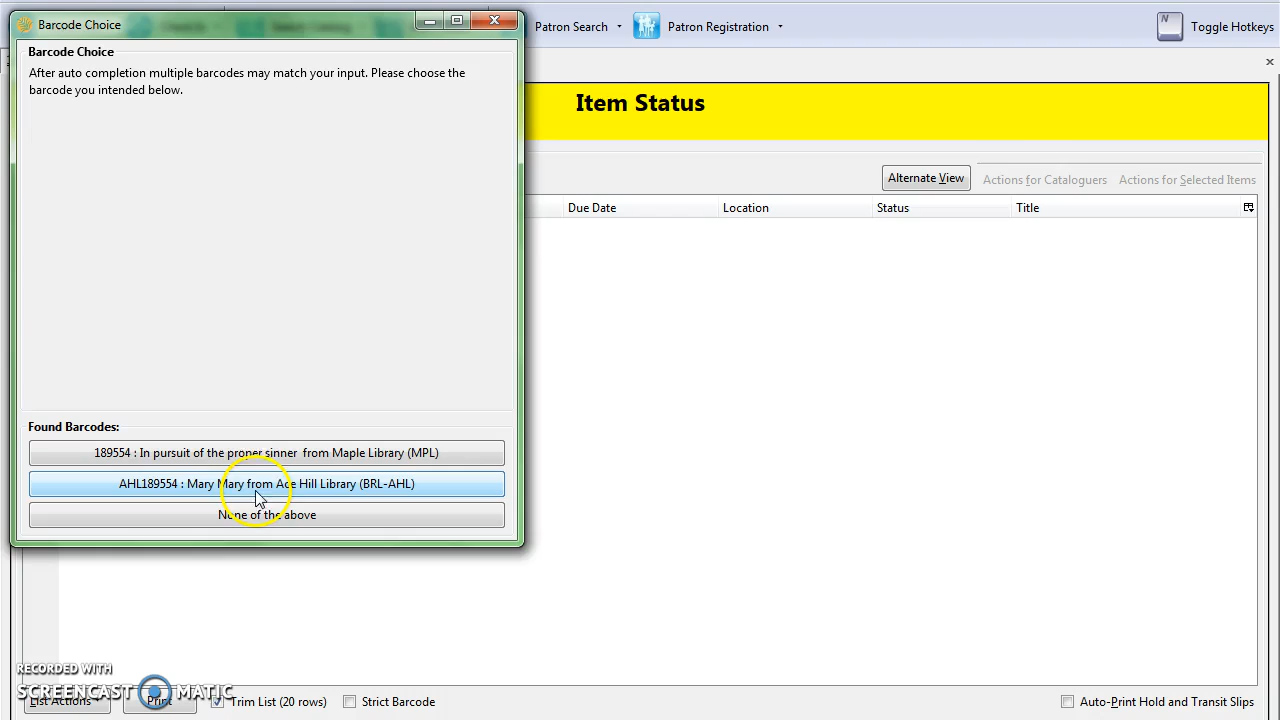 Barcode Choice
Patron Search
Patron Registration
N
Toggle Hotkeys
Barcode Choice
After auto completion multiple barcodes may match your input. Please choose the
barcode you intended below.
Item Status
Alternate View
Actions for Cataloguers
Actions for Selected Items
Due Date
Location
Status
Title
Found Barcodes:
189554 : In pursuit of the proper sinner from Maple Library (MPL)
AHL189554 : Mary Mary from Ace Hill Library (BRL-AHL)
None of the above
RECORDED WITH
SCREENCAST MATIC
List Actions
Print
Trim List (20 rows)
Strict Barcode
Auto-Print Hold and Transit Slips